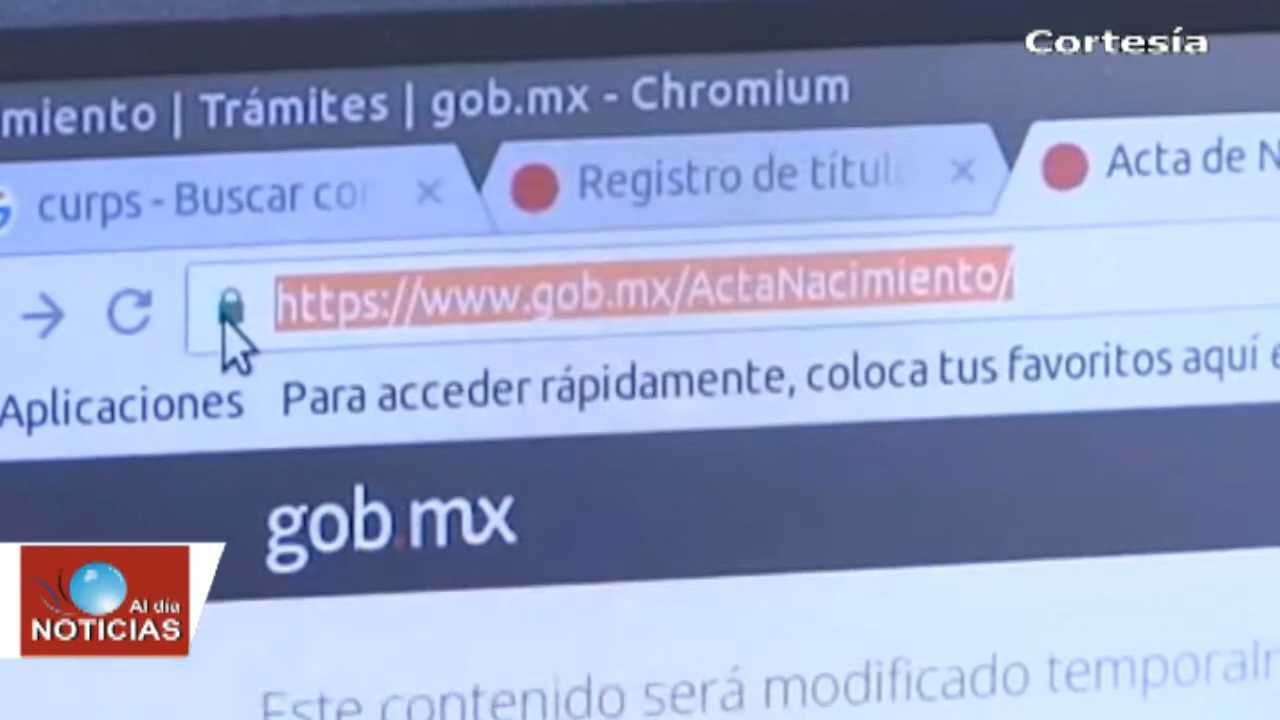 Cortesía
miento | Trámites | gob.mx - Chromium
curps - Buscar co
Registro de títul
Acta de N
https://www.gob.mx/ActaNacimiento/
Aplicaciones Para acceder rápidamente, coloca tus favoritos aquí
gob.mx
Al día
NOTICIAS
Este contenido será modificado temporal